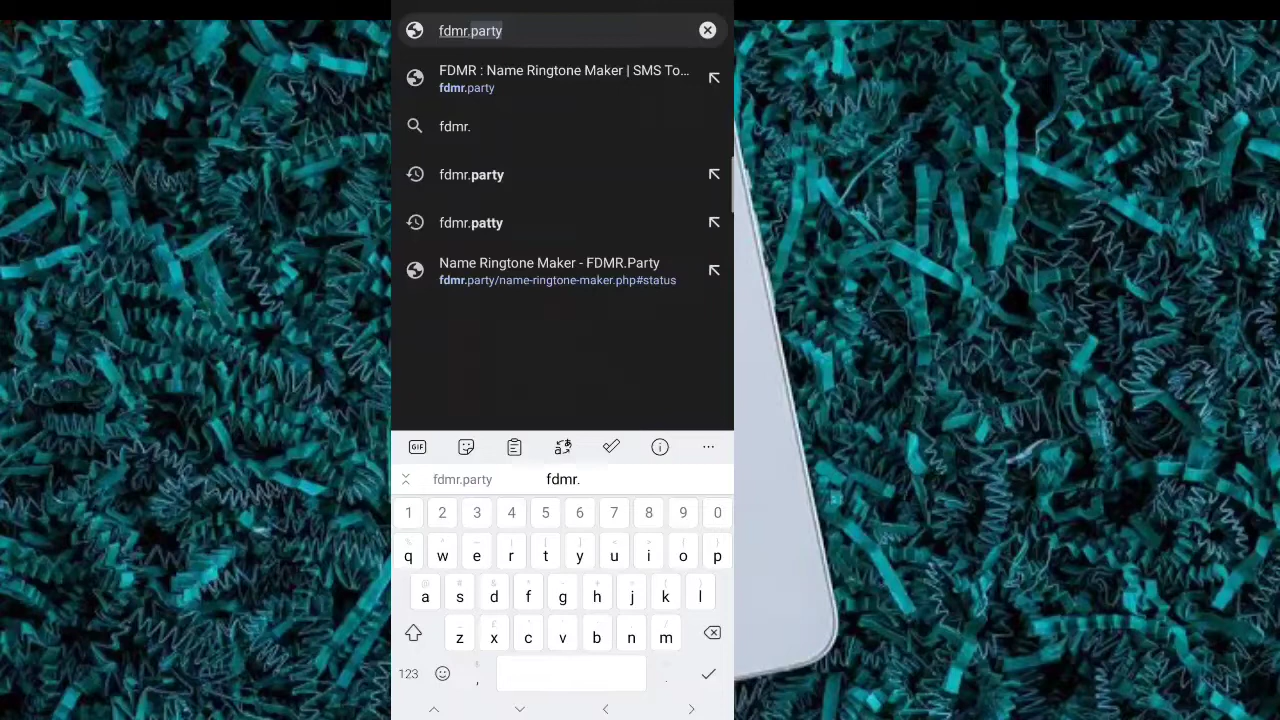 fdmr.party
FDMR : Name Ringtone Maker | SMS To...
fdmr.party
fdmr.
fdmr.party
fdmr.patty
Name Ringtone Maker - FDMR.Party
fdmr.party/name-ringtone-maker.php#status
GIF
fdmr.party fdmr.
1 2 3 4 5 6 7 8 9 0
q w e r t y u i o p
a s d f g h j k l
z x c v b n m
123 , .